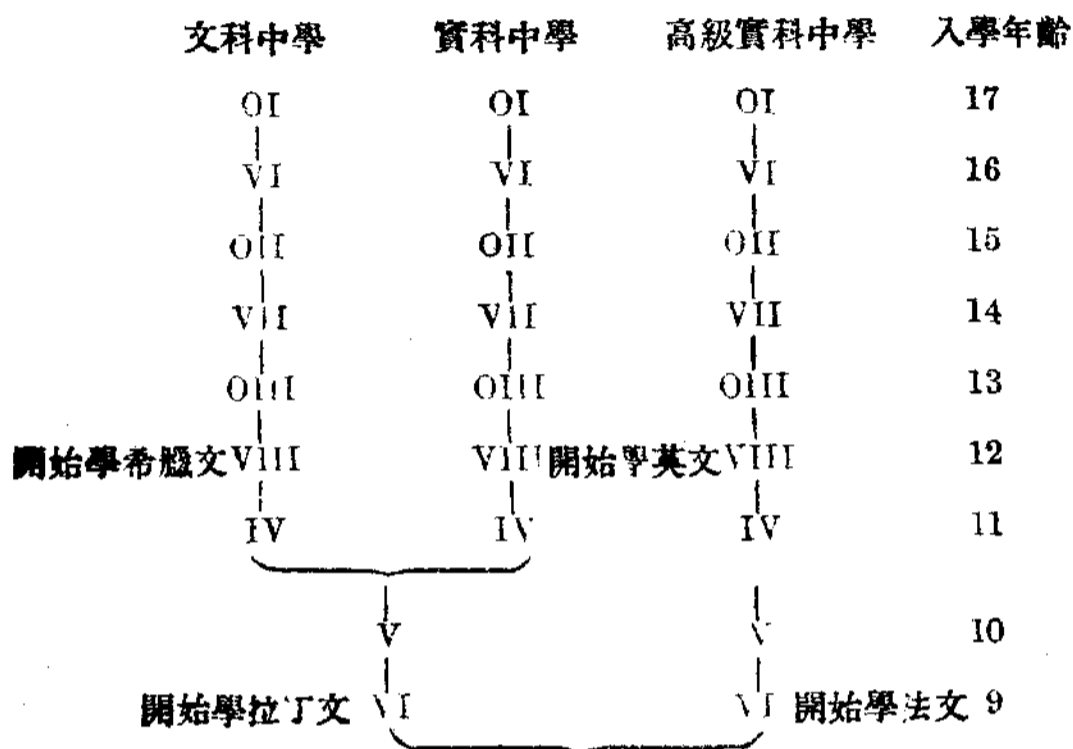 文科中學 實科中學 高級實科中學 入學年齡
OI OI OI 17
VI VI VI 16
OII OII OII 15
VII VII VII 14
OIII OIII OIII 13
開始學希臘文 VIII VIII 開始學英文 VIII 12
IV IV IV 11
V V 10
開始學拉丁文 VI VI 開始學法文 9